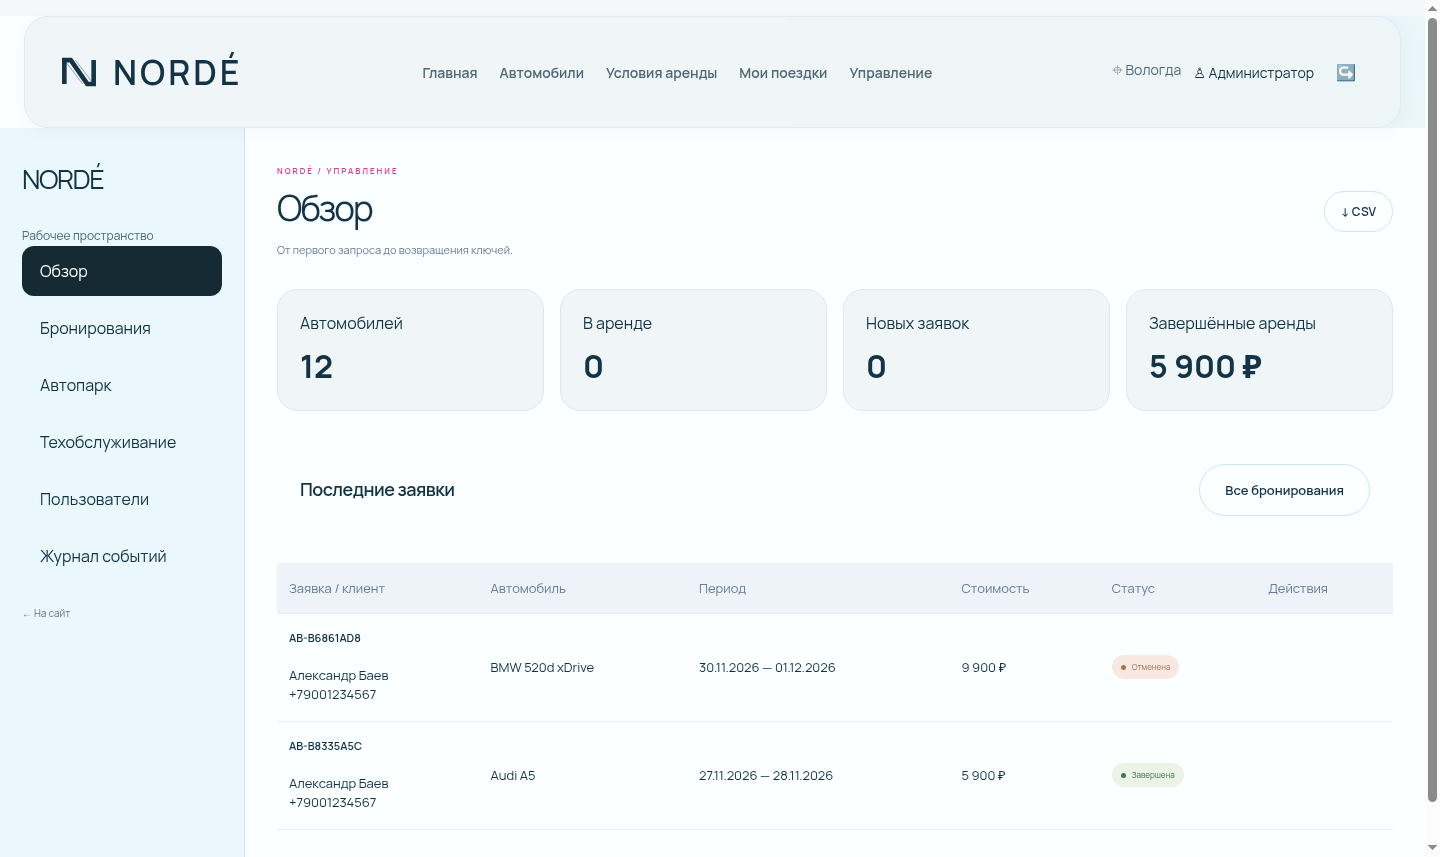 NORDÉ
Главная Автомобили Условия аренды Мои поездки Управление
Вологда
Администратор
NORDÉ
Рабочее пространство
Обзор
Бронирования
Автопарк
Техобслуживание
Пользователи
Журнал событий
← На сайт
NORDÉ / УПРАВЛЕНИЕ
Обзор
От первого запроса до возвращения ключей.
↓ CSV
Автомобилей
12
В аренде
0
Новых заявок
0
Завершённые аренды
5 900 ₽
Последние заявки
Все бронирования
Заявка / клиент Автомобиль Период Стоимость Статус Действия
AB-B6861AD8
Александр Баев
+79001234567
BMW 520d xDrive
30.11.2026 — 01.12.2026
9 900 ₽
Отменена
AB-B8335A5C
Александр Баев
+79001234567
Audi A5
27.11.2026 — 28.11.2026
5 900 ₽
Завершена